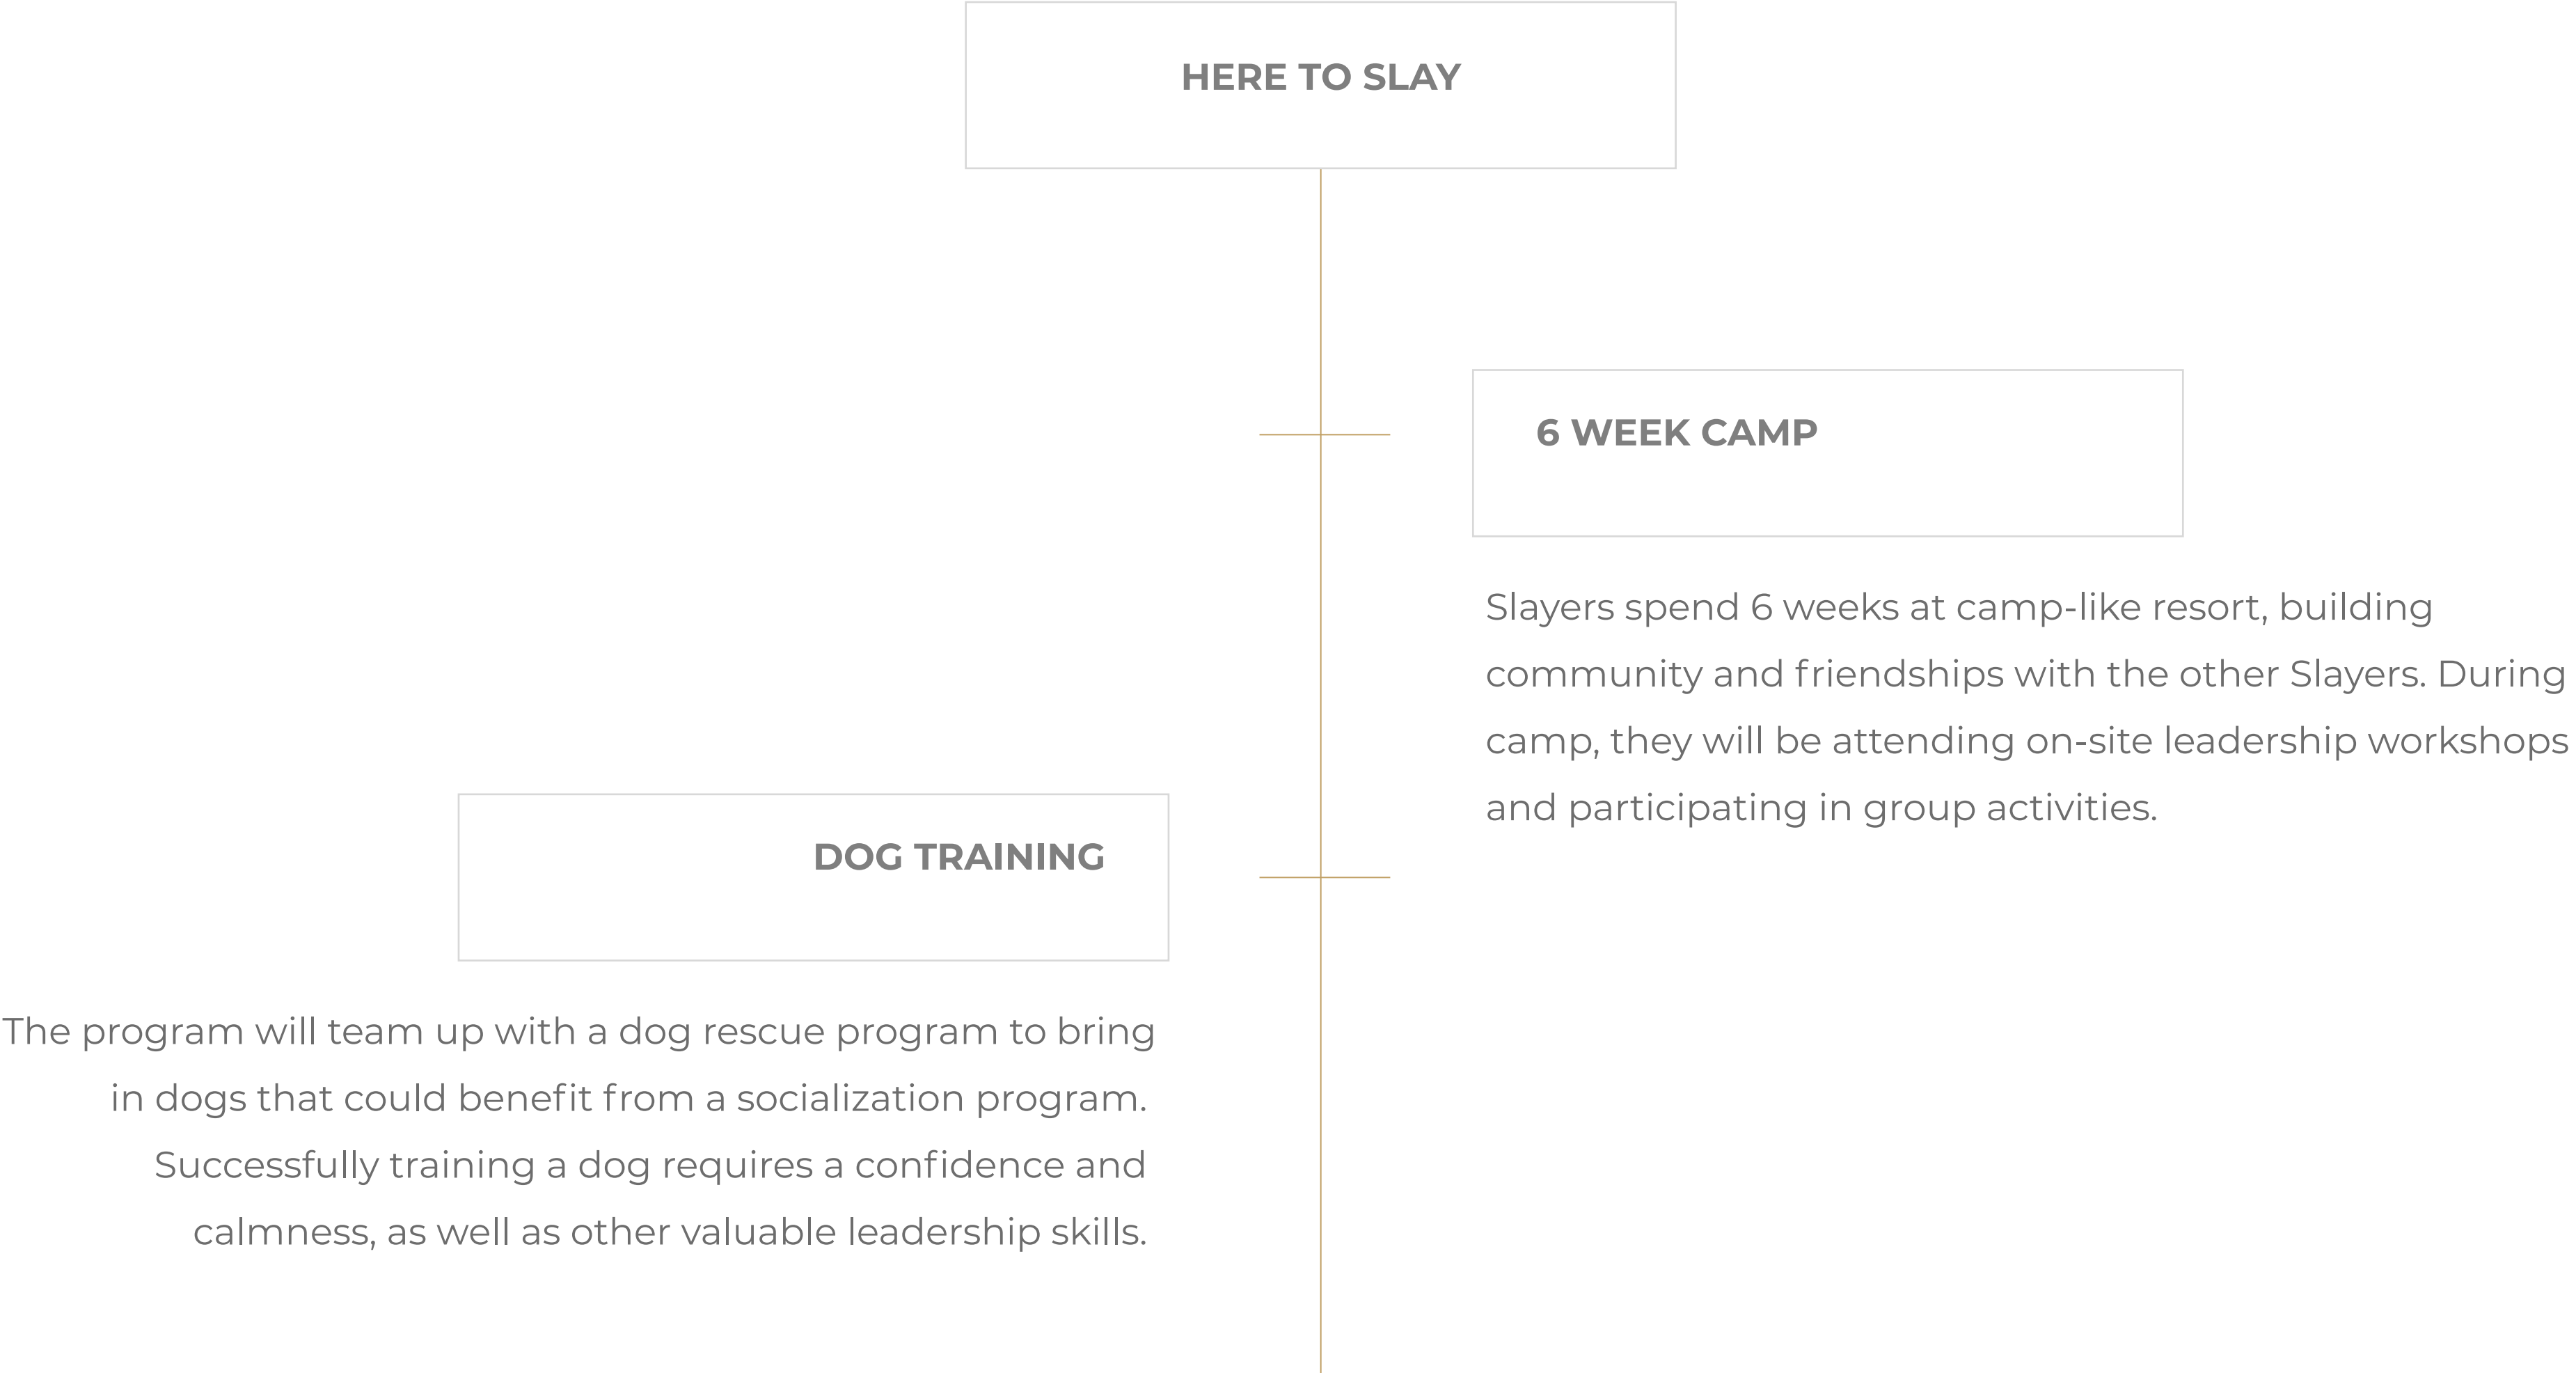 HERE TO SLAY
6 WEEK CAMP
Slayers spend 6 weeks at camp-like resort, building
community and friendships with the other Slayers. During
camp, they will be attending on-site leadership workshops
and participating in group activities.
DOG TRAINING
The program will team up with a dog rescue program to bring
in dogs that could benefit from a socialization program.
Successfully training a dog requires a confidence and
calmness, as well as other valuable leadership skills.